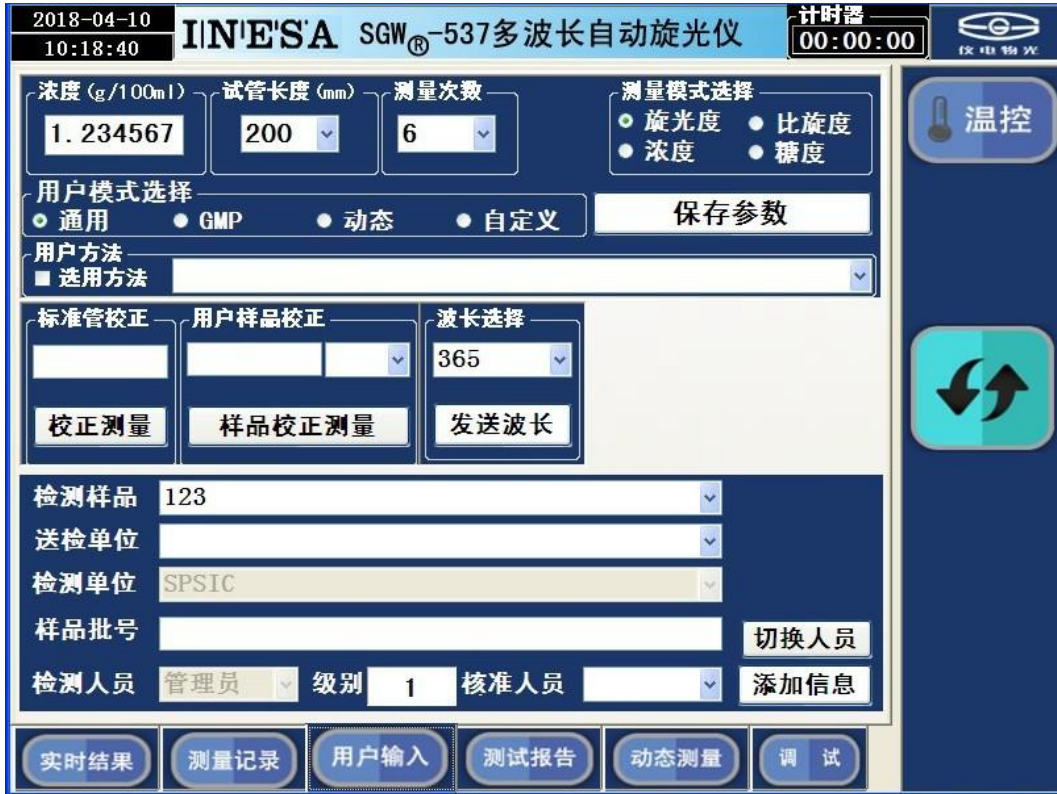 2018-04-10
10:18:40
INESA SGW®-537多波长自动旋光仪
计时器
00:00:00
仪电物光
浓度(g/100ml) 试管长度(mm) 测量次数 测量模式选择
1.234567 200 6
旋光度 比旋度
浓度 糖度
温控
用户模式选择
通用 GMP 动态 自定义 保存参数
用户方法
选用方法
标准管校正 用户样品校正 波长选择
365
校正测量 样品校正测量 发送波长
检测样品 123
送检单位
检测单位 SPSIC
样品批号 切换人员
检测人员 管理员 级别 1 核准人员 添加信息
实时结果 测量记录 用户输入 测试报告 动态测量 调 试